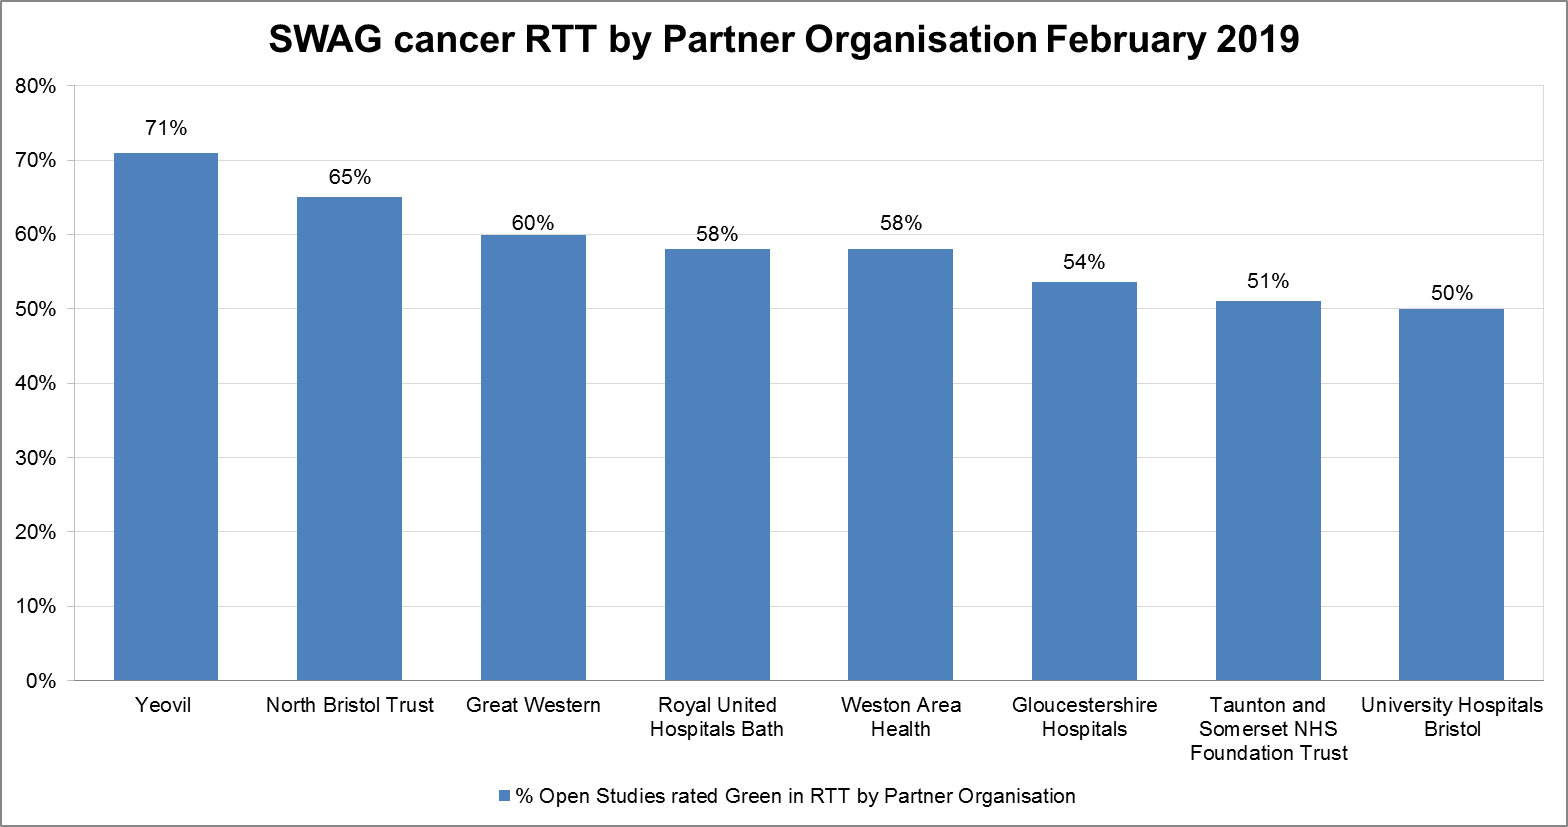 SWAG cancer RTT by Partner Organisation February 2019
80%
70%
60%
50%
40%
30%
20%
10%
0%
71%
65%
60%
58%
58%
54%
51%
50%
Yeovil
North Bristol Trust
Great Western
Royal United
Hospitals Bath
Weston Area
Health
Gloucestershire
Hospitals
Taunton and
Somerset NHS
Foundation Trust
University Hospitals
Bristol
% Open Studies rated Green in RTT by Partner Organisation